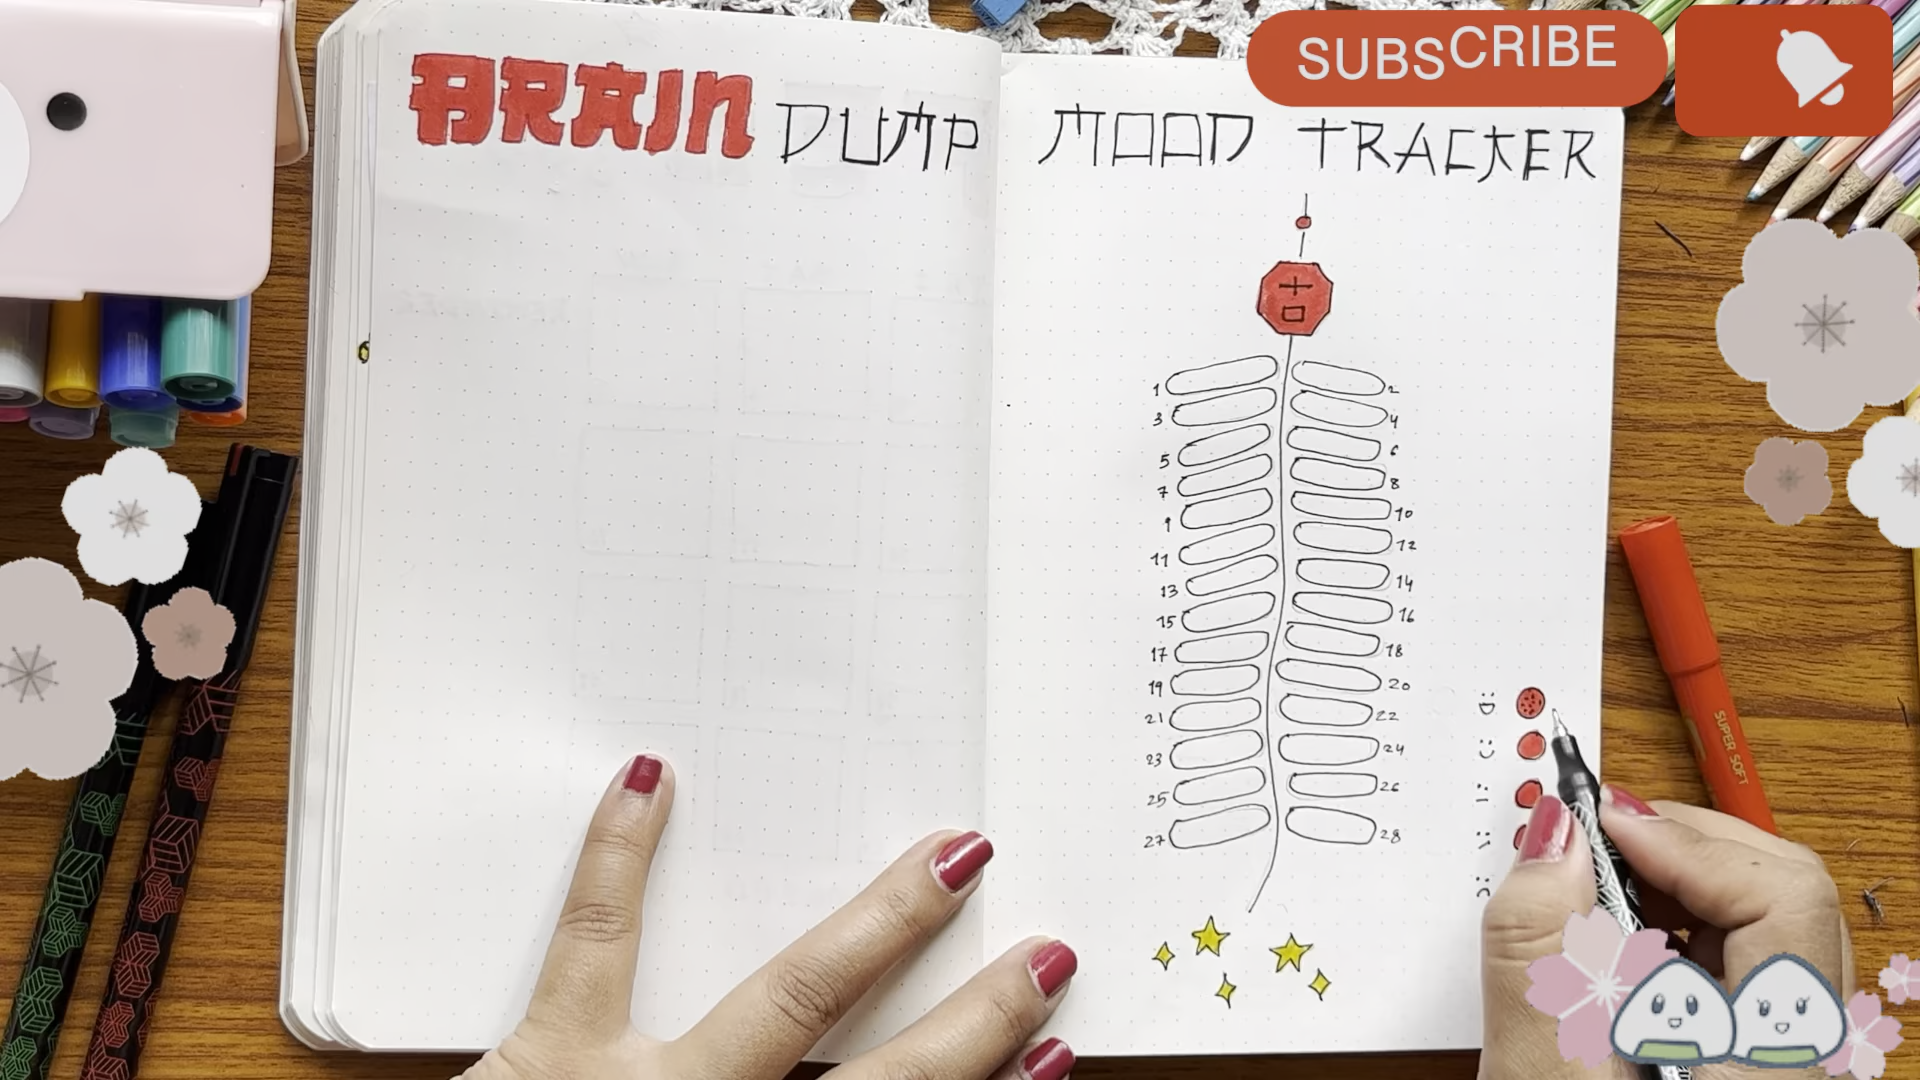 SUBSCRIBE
BRAIN DUMP
MOOD TRACKER
吉
1 2
3 4
5 6
7 8
9 10
11 12
13 14
15 16
17 18
19 20
21 22
23 24
25 26
27 28
:D
:C
:I
SUPER SOFT